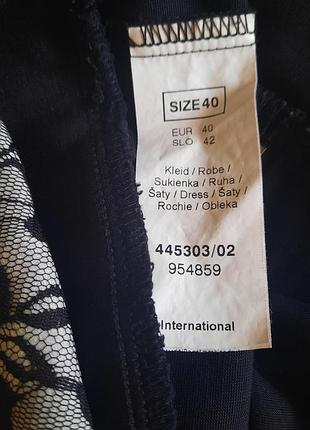 SIZE 40
EUR 40
SLO 42
Kleid / Robe /
Sukienka / Ruha /
Šaty / Dress / Šaty /
Rochie / Obleka
445303/02
954859
International